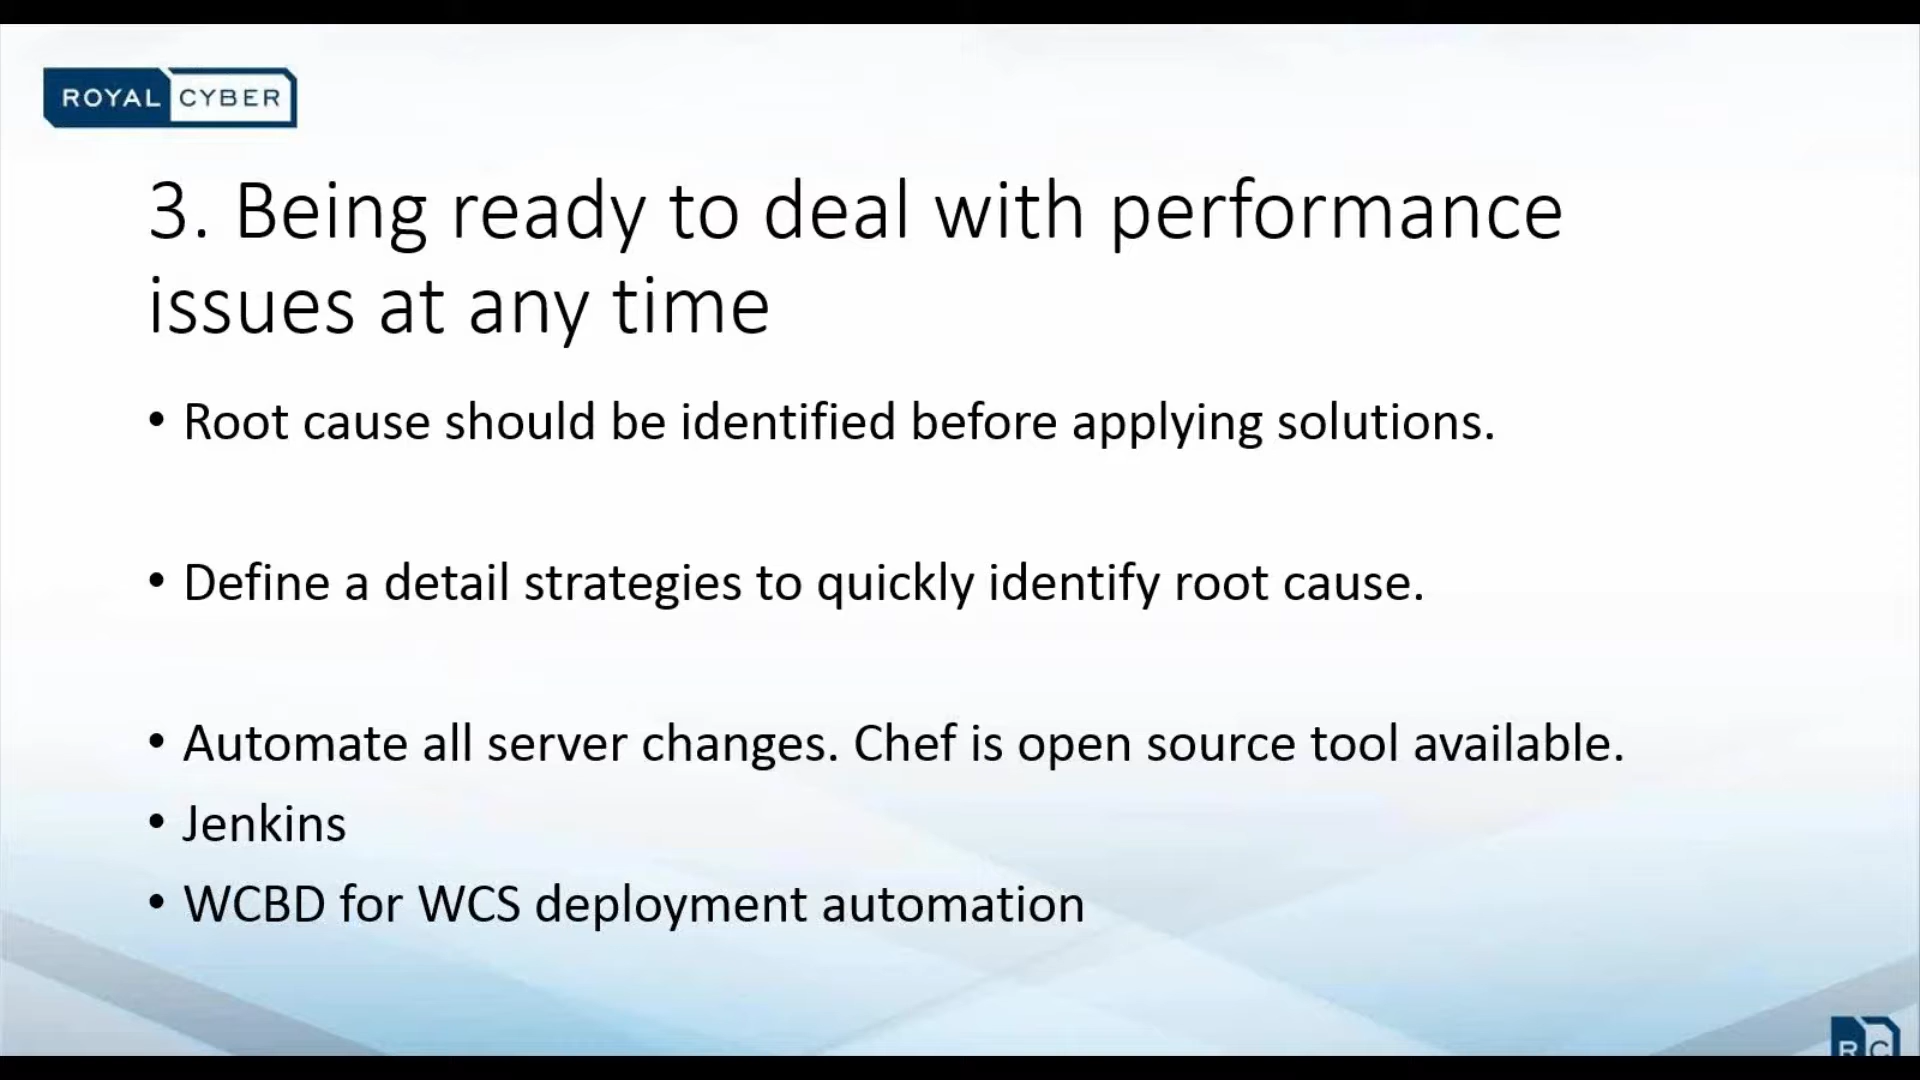 ROYAL CYBER
3. Being ready to deal with performance
issues at any time
• Root cause should be identified before applying solutions.
• Define a detail strategies to quickly identify root cause.
• Automate all server changes. Chef is open source tool available.
• Jenkins
• WCBD for WCS deployment automation
RC